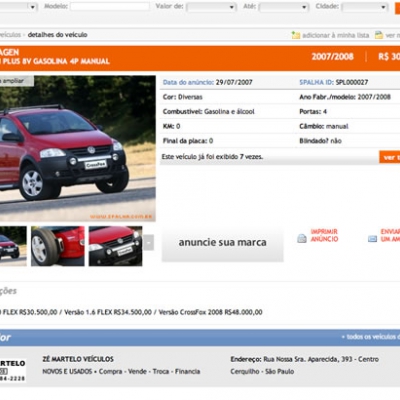 Modelo: Valor de: Até: Cidade:
veículos › detalhes do veículo adicionar à minha lista ver m
AGEN
PLUS 8V GASOLINA 4P MANUAL 2007/2008 R$ 30
ampliar
Data do anúncio: 29/07/2007 SPALHA ID: SPL000027
Cor: Diversas Ano Fabr./modelo: 2007/2008
Combustível: Gasolina e álcool Portas: 4
KM: 0 Câmbio: manual
Final da placa: 0 Blindado? não
Este veículo já foi exibido 7 vezes. ver t
CrossFox
anuncie sua marca
IMPRIMIR
ANÚNCIO
ENVIAR
UM AM
ções
FLEX R$30.500,00 / Versão 1.6 FLEX R$34.500,00 / Versão CrossFox 2008 R$48.000,00
or + todos os veículos d
ZÉ MARTELO VEÍCULOS Endereço: Rua Nossa Sra. Aparecida, 393 - Centro
NOVOS E USADOS • Compra - Vende - Troca - Financia Cerquilho - São Paulo
ARTELO
84-2228